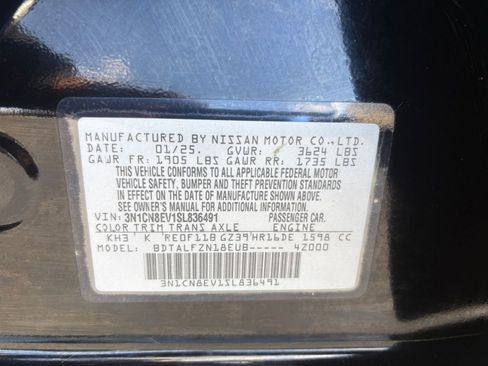 MANUFACTURED BY NISSAN MOTOR CO.,LTD.
DATE: 01/25. GVWR: 3624 LBS
GAWR FR: 1905 LBS GAWR RR: 1735 LBS
THIS VEHICLE CONFORMS TO ALL APPLICABLE FEDERAL MOTOR
VEHICLE SAFETY, BUMPER AND THEFT PREVENTION STANDARDS
IN EFFECT ON THE DATE OF MANUFACTURE SHOWN ABOVE.
SEE OWNER'S MANUAL FOR ADDITIONAL INFORMATION.
VIN: 3N1CN8EV1SL836491 PASSENGER CAR.
COLOR TRIM TRANS AXLE ENGINE
KH3 K RE0F11B GZ39 HR16DE 1598 CC
MODEL: BDTALFZN18EUB----- 42000
3N1CN8EV1SL836491